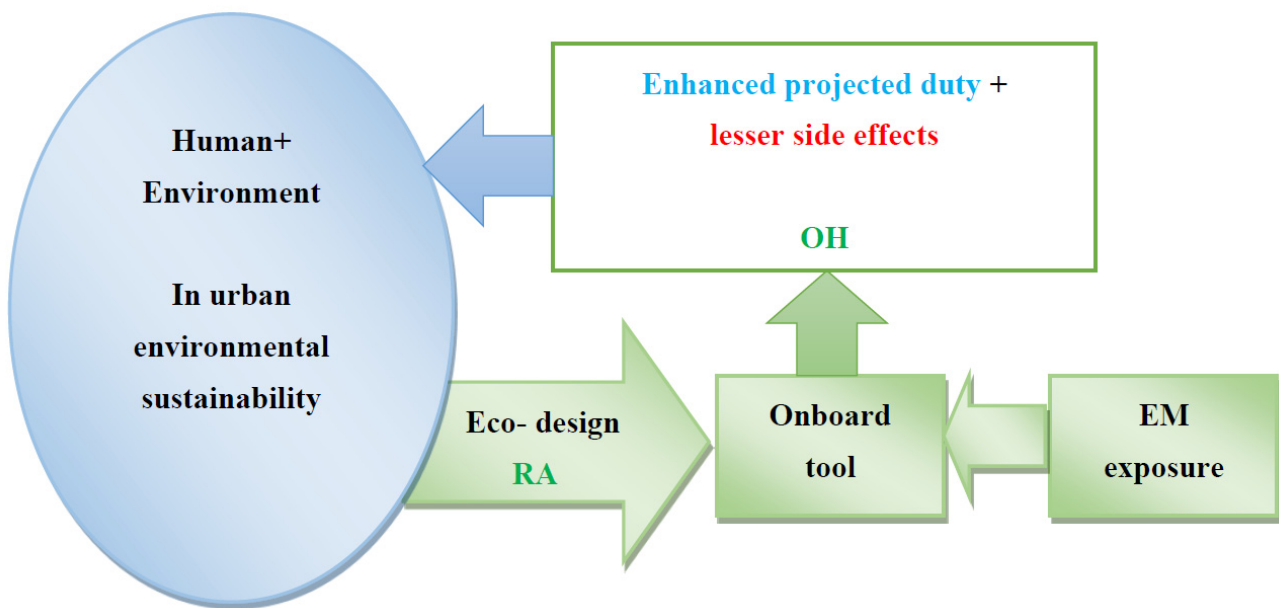 Human+
Environment
In urban
environmental
sustainability
Enhanced projected duty +
lesser side effects
OH
Eco- design
RA
Onboard
tool
EM
exposure